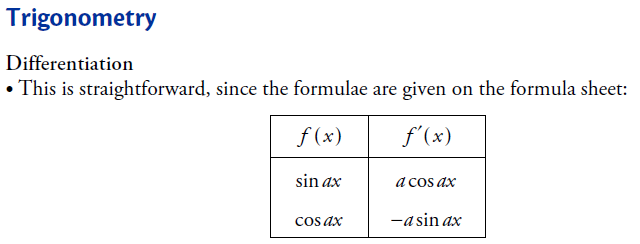 Trigonometry
Differentiation
• This is straightforward, since the formulae are given on the formula sheet:
f(x) f′(x)
sin ax a cos ax
cos ax −a sin ax